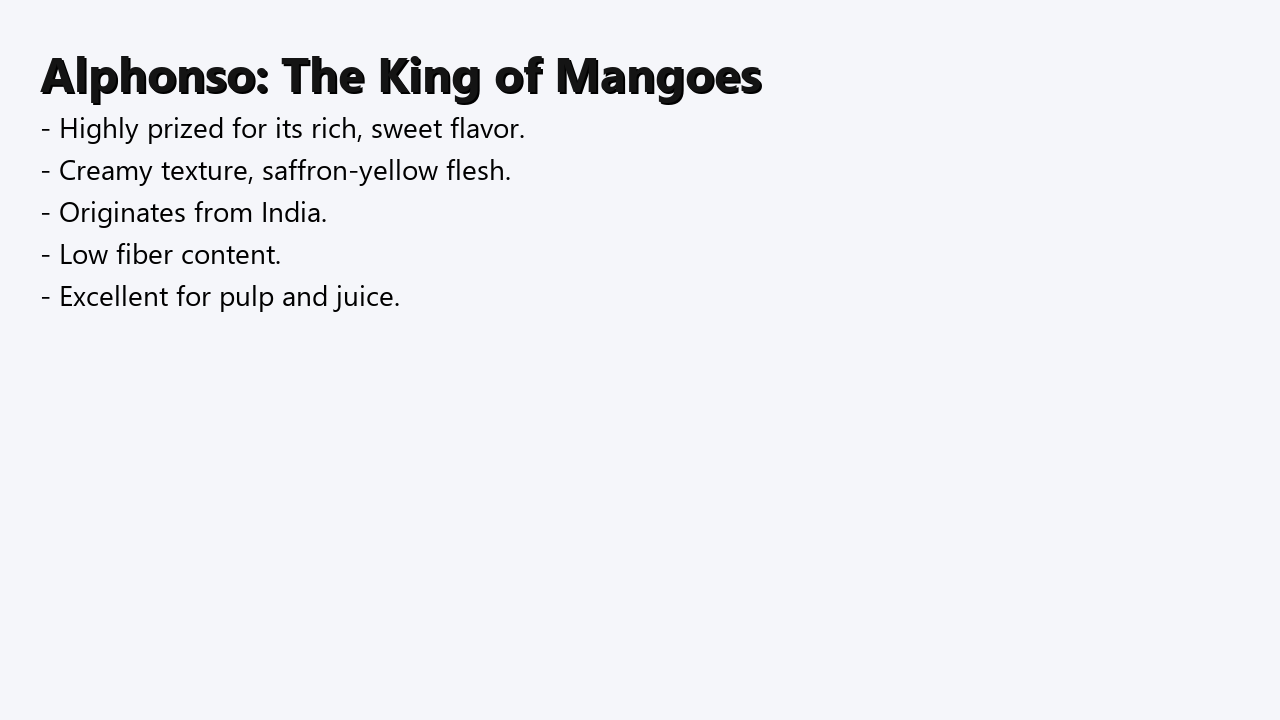 Alphonso: The King of Mangoes
- Highly prized for its rich, sweet flavor.
- Creamy texture, saffron-yellow flesh.
- Originates from India.
- Low fiber content.
- Excellent for pulp and juice.